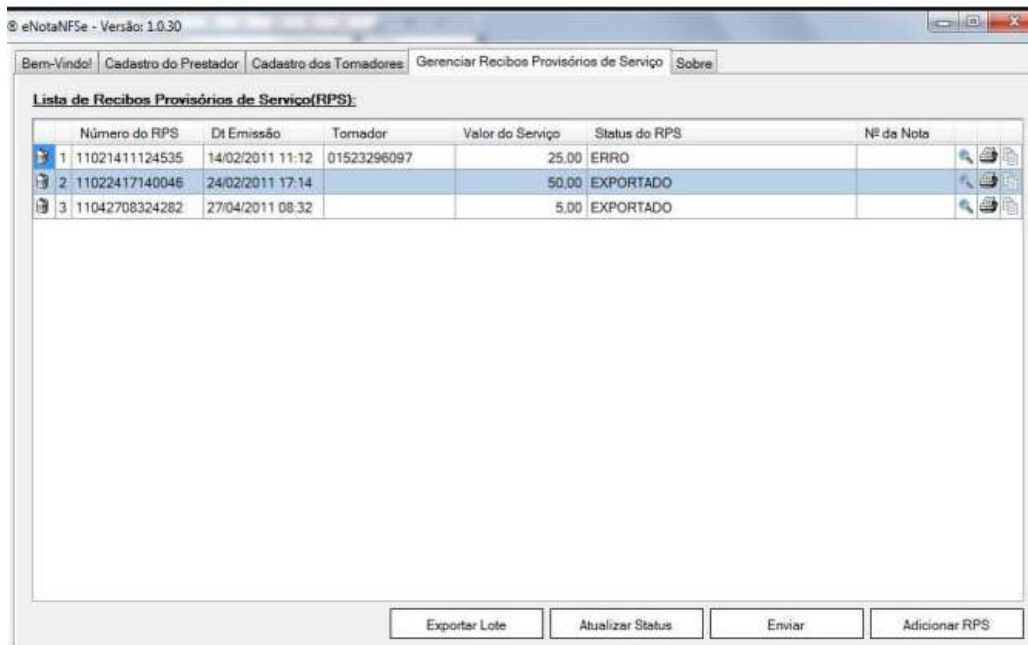 ® eNotaNFSe - Versão: 1.0.30
Bem-Vindo! Cadastro do Prestador Cadastro dos Tomadores Gerenciar Recibos Provisórios de Serviço Sobre
Lista de Recibos Provisórios de Serviço(RPS):
Número do RPS Dt Emissão Tomador Valor do Serviço Status do RPS Nº da Nota
1 11021411124535 14/02/2011 11:12 01523296097 25,00 ERRO
2 11022417140046 24/02/2011 17:14 50,00 EXPORTADO
3 11042708324282 27/04/2011 08:32 5,00 EXPORTADO
Exportar Lote Atualizar Status Enviar Adicionar RPS